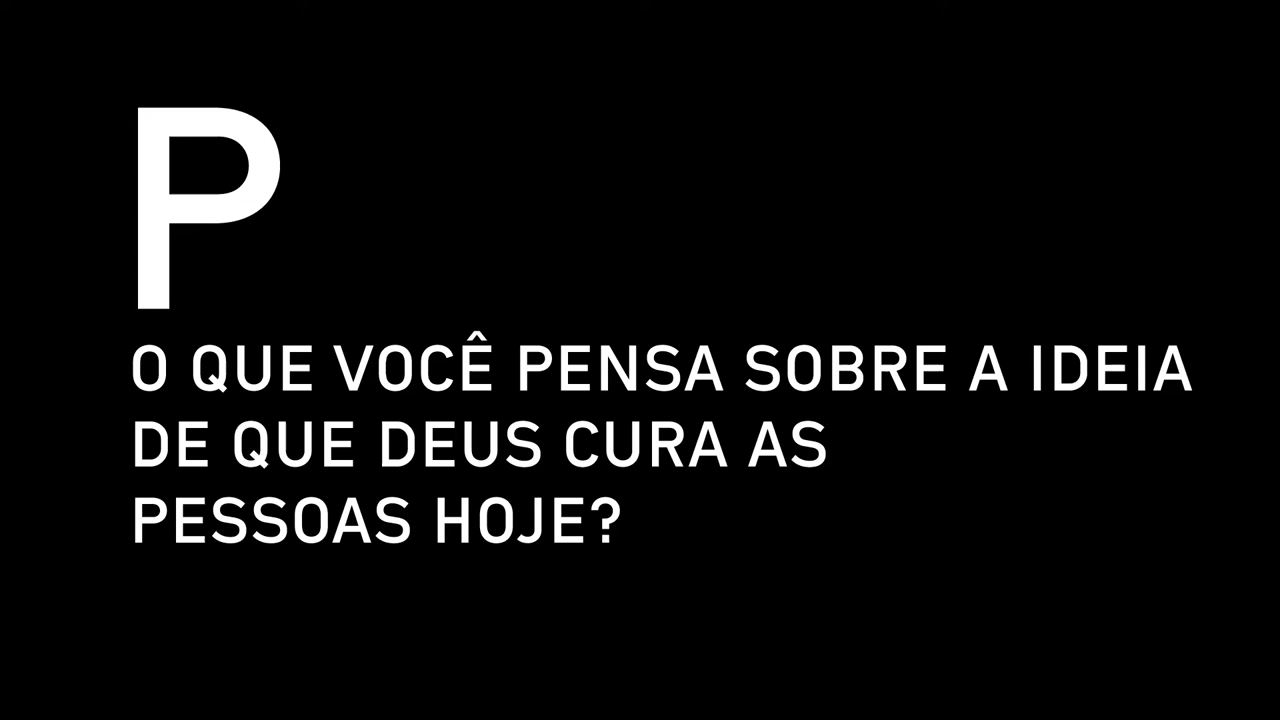 P
O QUE VOCÊ PENSA SOBRE A IDEIA
DE QUE DEUS CURA AS
PESSOAS HOJE?